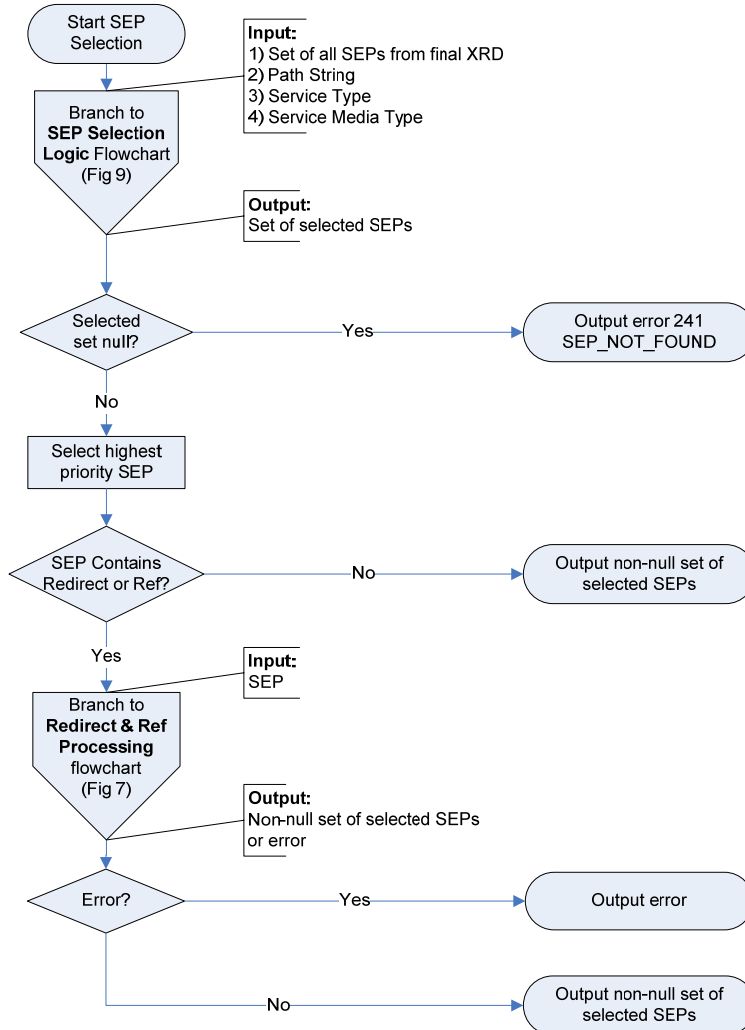 Start SEP
Selection
Input:
1) Set of all SEPs from final XRD
2) Path String
3) Service Type
4) Service Media Type
Branch to
SEP Selection
Logic Flowchart
(Fig 9)
Output:
Set of selected SEPs
Selected
set null?
Yes
Output error 241
SEP_NOT_FOUND
No
Select highest
priority SEP
SEP Contains
Redirect or Ref?
No
Output non-null set of
selected SEPs
Yes
Input:
SEP
Branch to
Redirect & Ref
Processing
flowchart
(Fig 7)
Output:
Non-null set of selected SEPs
or error
Error?
Yes
Output error
No
Output non-null set of
selected SEPs